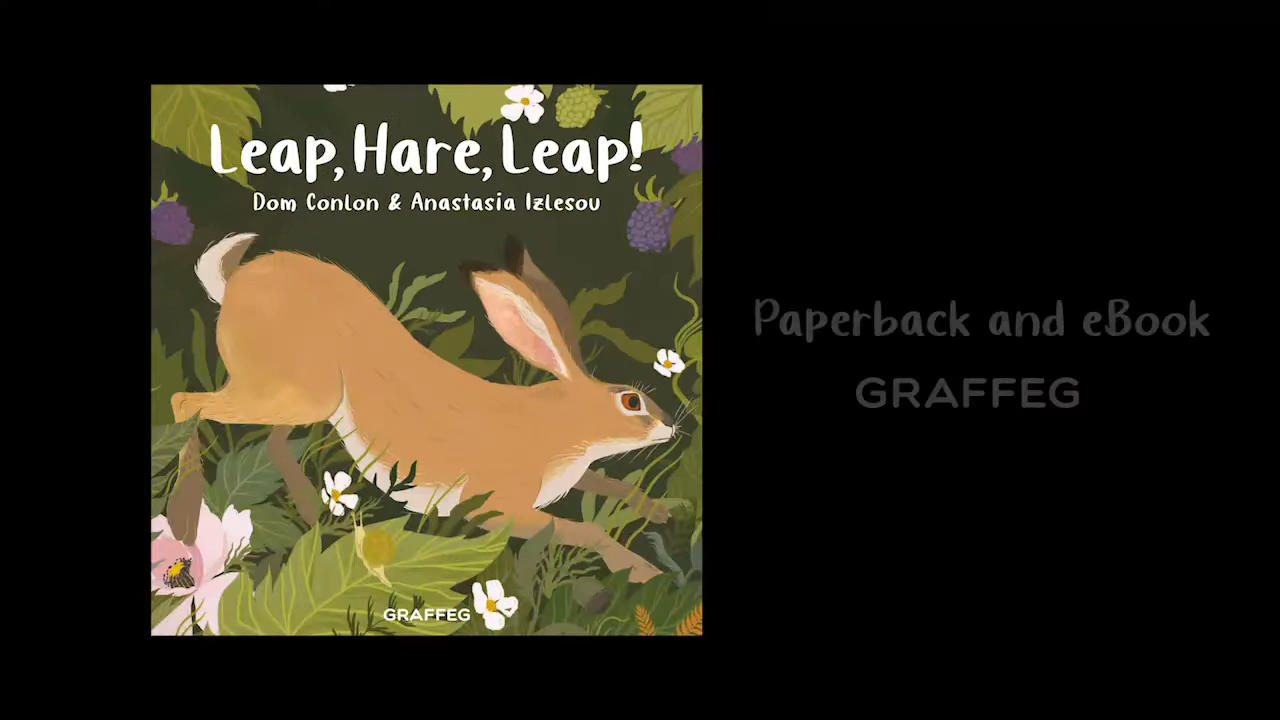 Leap, Hare, Leap!
Dom Conlon & Anastasia Izlesou
GRAFFEG
Paperback and eBook
GRAFFEG